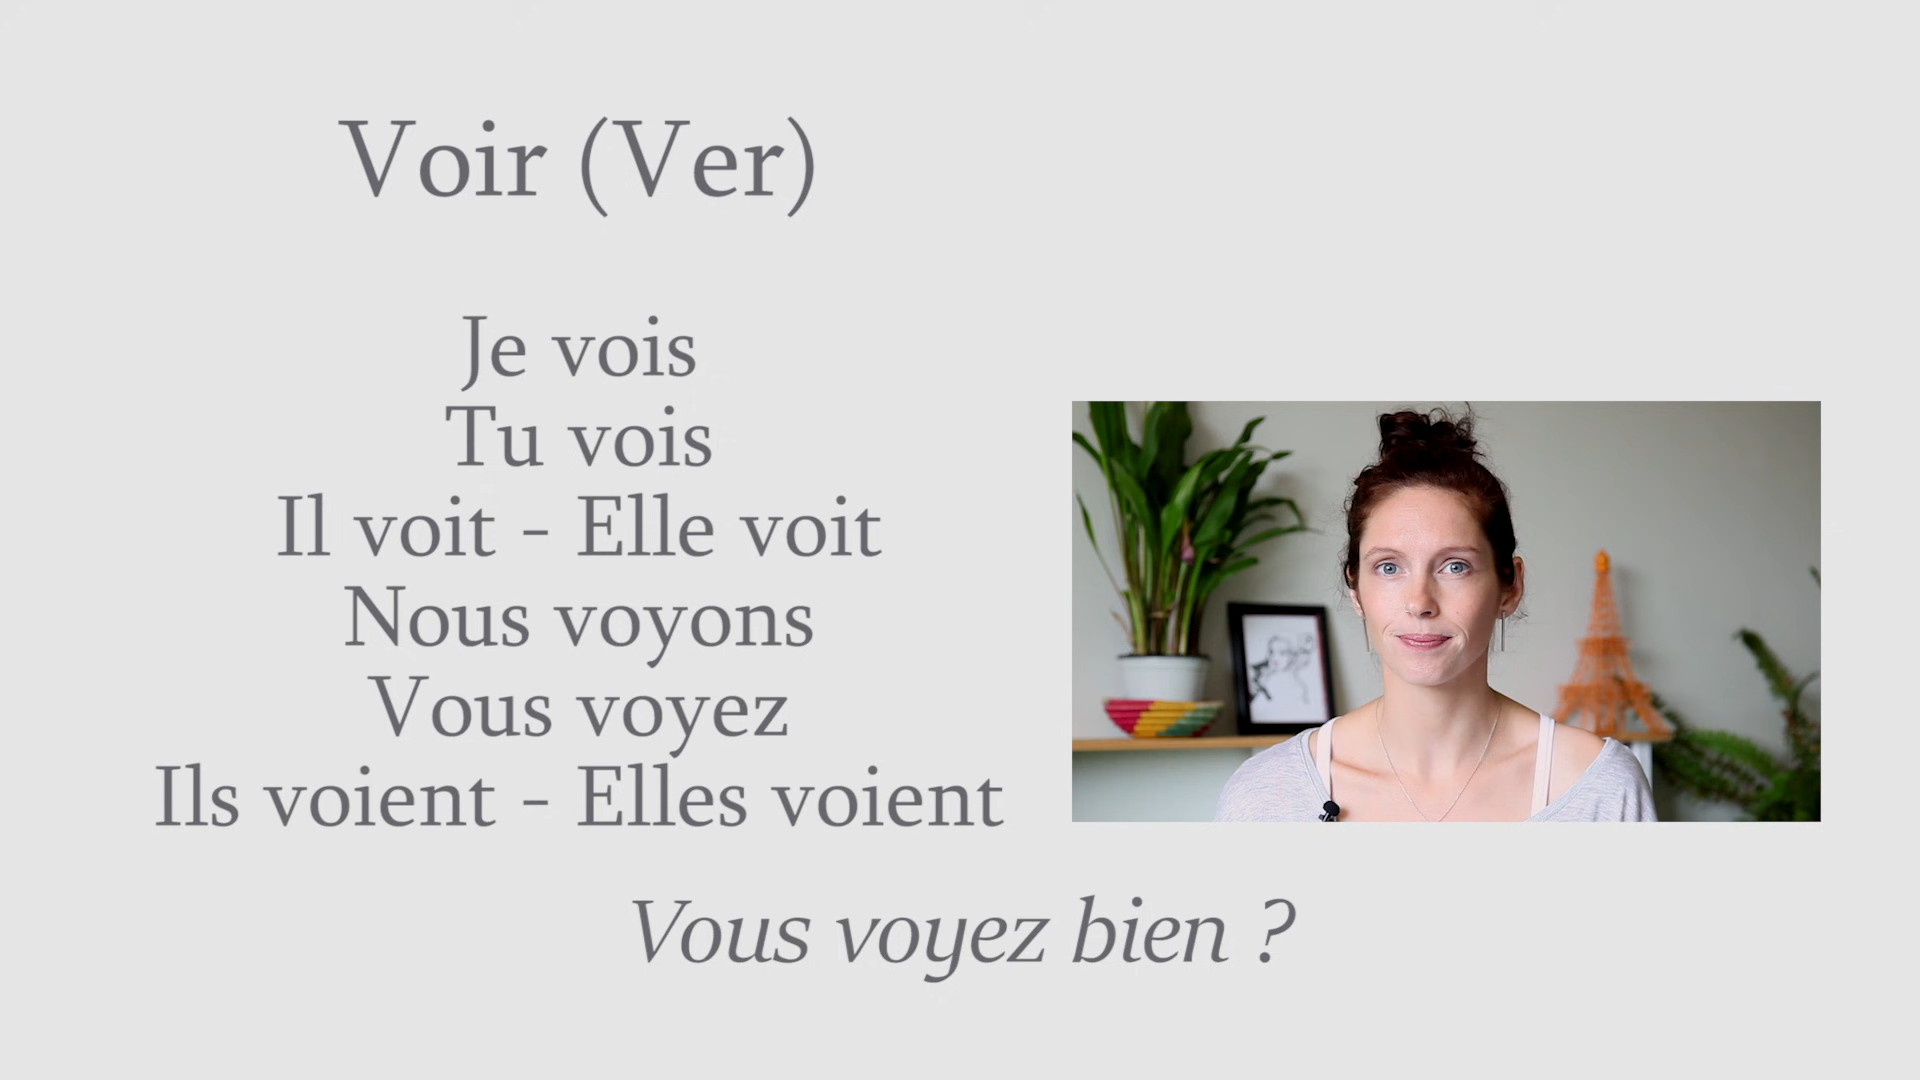 Voir (Ver)
Je vois
Tu vois
Il voit - Elle voit
Nous voyons
Vous voyez
Ils voient - Elles voient
Vous voyez bien ?